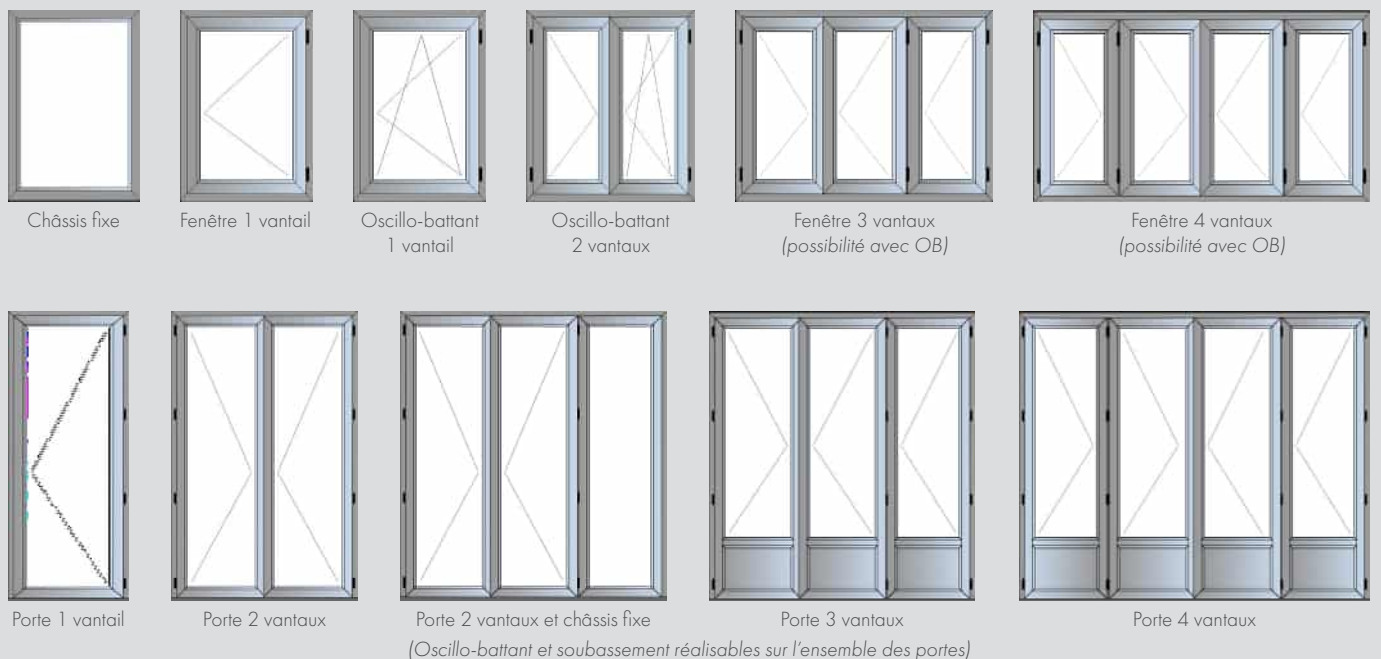 Châssis fixe
Fenêtre 1 vantail
Oscillo-battant
1 vantail
Oscillo-battant
2 vantaux
Fenêtre 3 vantaux
(possibilité avec OB)
Fenêtre 4 vantaux
(possibilité avec OB)
Porte 1 vantail
Porte 2 vantaux
Porte 2 vantaux et châssis fixe
Porte 3 vantaux
Porte 4 vantaux
(Oscillo-battant et soubassement réalisables sur l'ensemble des portes)